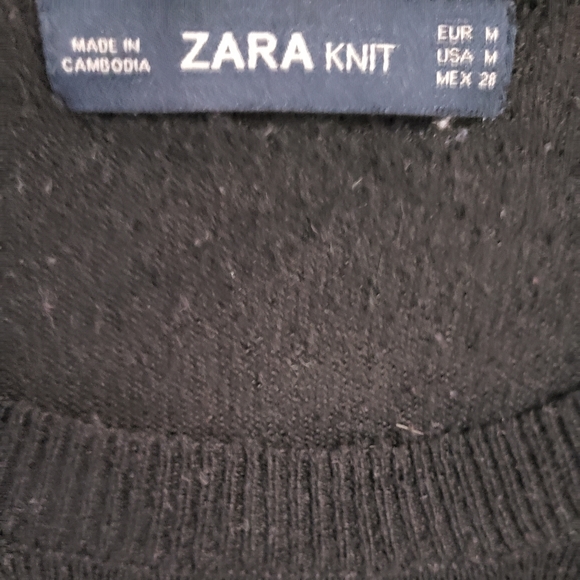 MADE IN
CAMBODIA
ZARA KNIT
EUR M
USA M
MEX 28